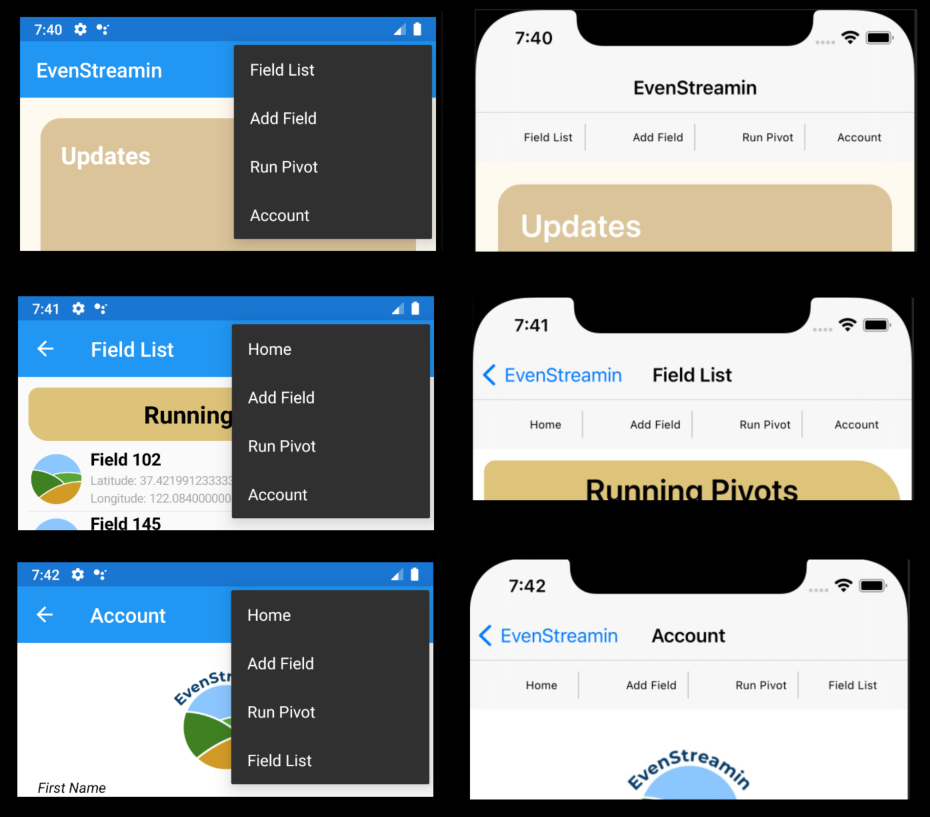 7:40
EvenStreamin
Field List
Add Field
Run Pivot
Account
Updates
7:40
EvenStreamin
Field List Add Field Run Pivot Account
Updates
7:41
Field List
Home
Add Field
Run Pivot
Account
Running
Field 102
Latitude: 37.42199123333
Longitude: 122.084000000
Field 145
7:41
EvenStreamin Field List
Home Add Field Run Pivot Account
Running Pivots
7:42
Account
Home
Add Field
Run Pivot
Field List
EvenStr
First Name
7:42
EvenStreamin Account
Home Add Field Run Pivot Field List
EvenStreamin